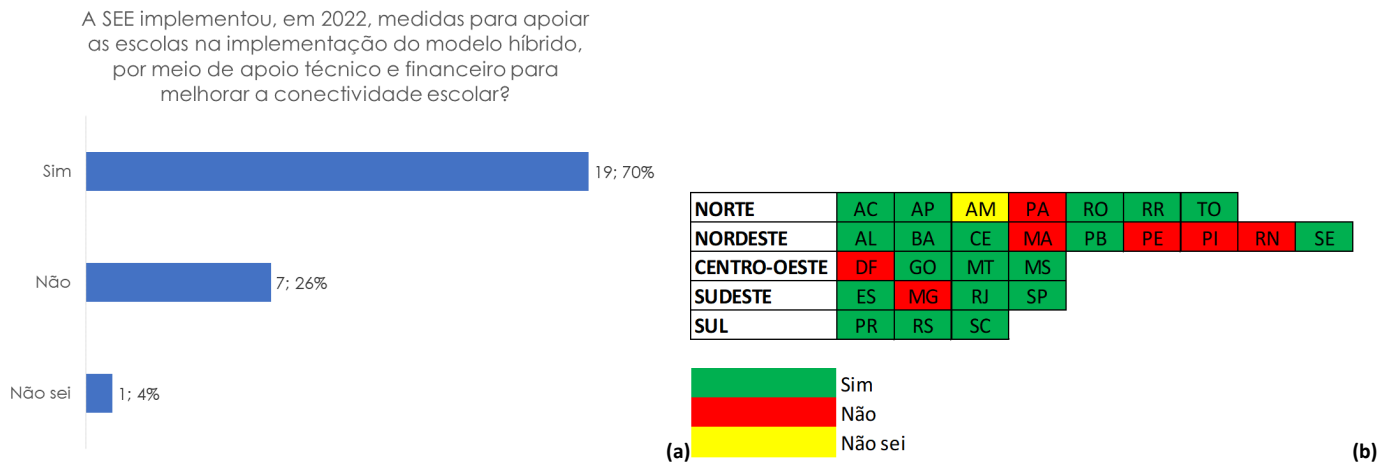 A SEE implementou, em 2022, medidas para apoiar
as escolas na implementação do modelo híbrido,
por meio de apoio técnico e financeiro para
melhorar a conectividade escolar?
Sim 19; 70%
Não 7; 26%
Não sei 1; 4%
(a)
NORTE AC AP AM PA RO RR TO
NORDESTE AL BA CE MA PB PE PI RN SE
CENTRO-OESTE DF GO MT MS
SUDESTE ES MG RJ SP
SUL PR RS SC
Sim
Não
Não sei
(b)